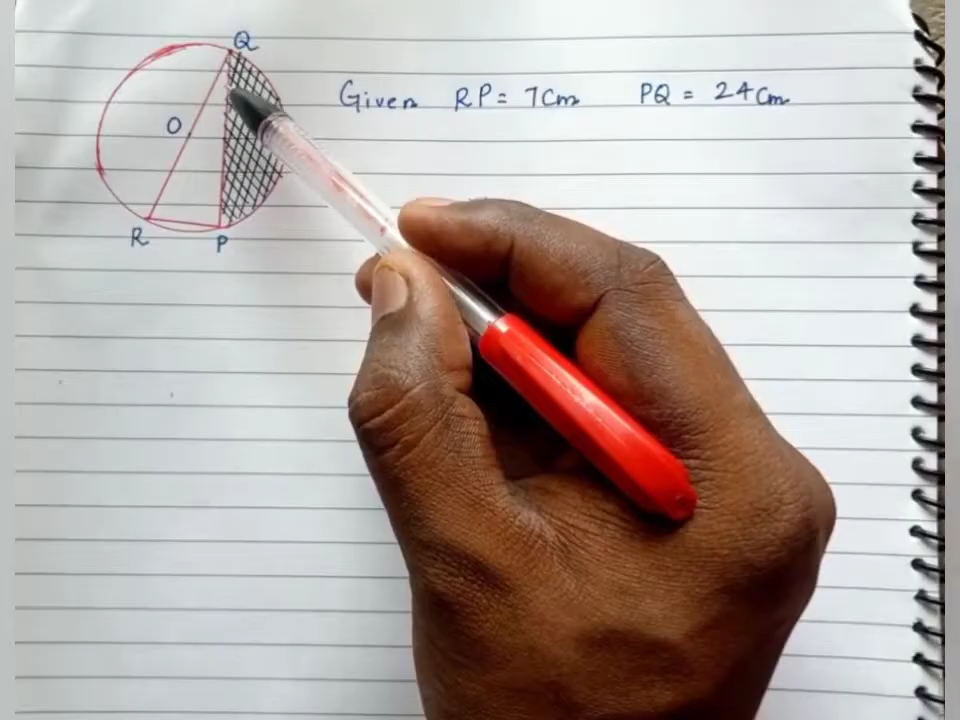 Q
Given RP = 7cm PQ = 24cm
O
R
P